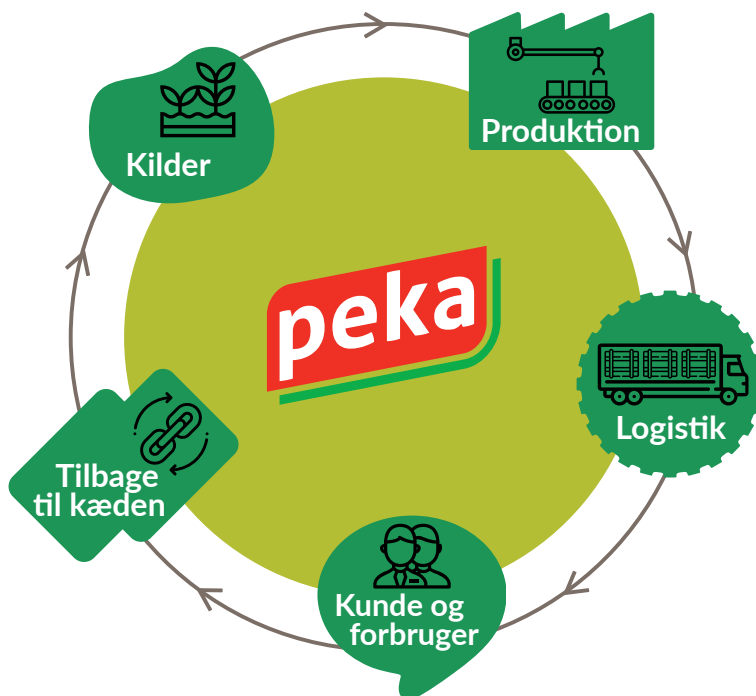 Kilder
Produktion
peka
Logistik
Tilbage
til kæden
Kunde og
forbruger